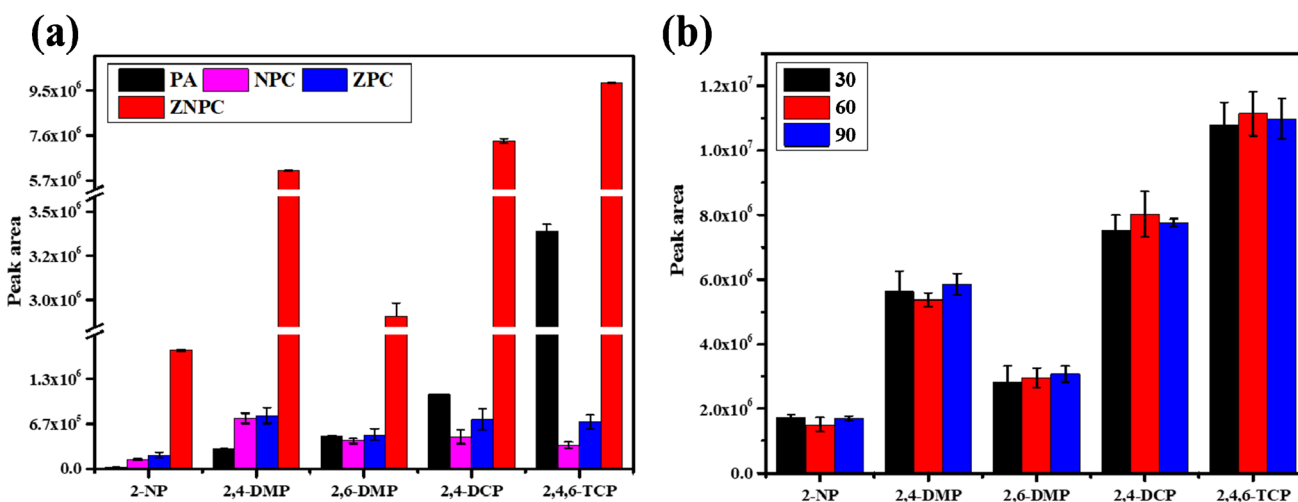 (a)
PA NPC ZPC
ZNPC
Peak area
9.5x10⁶
7.6x10⁶
5.7x10⁶
3.5x10⁶
3.2x10⁶
3.0x10⁶
1.3x10⁶
6.7x10⁵
0.0
2-NP 2,4-DMP 2,6-DMP 2,4-DCP 2,4,6-TCP
(b)
30
60
90
Peak area
1.2x10⁷
1.0x10⁷
8.0x10⁶
6.0x10⁶
4.0x10⁶
2.0x10⁶
0.0
2-NP 2,4-DMP 2,6-DMP 2,4-DCP 2,4,6-TCP